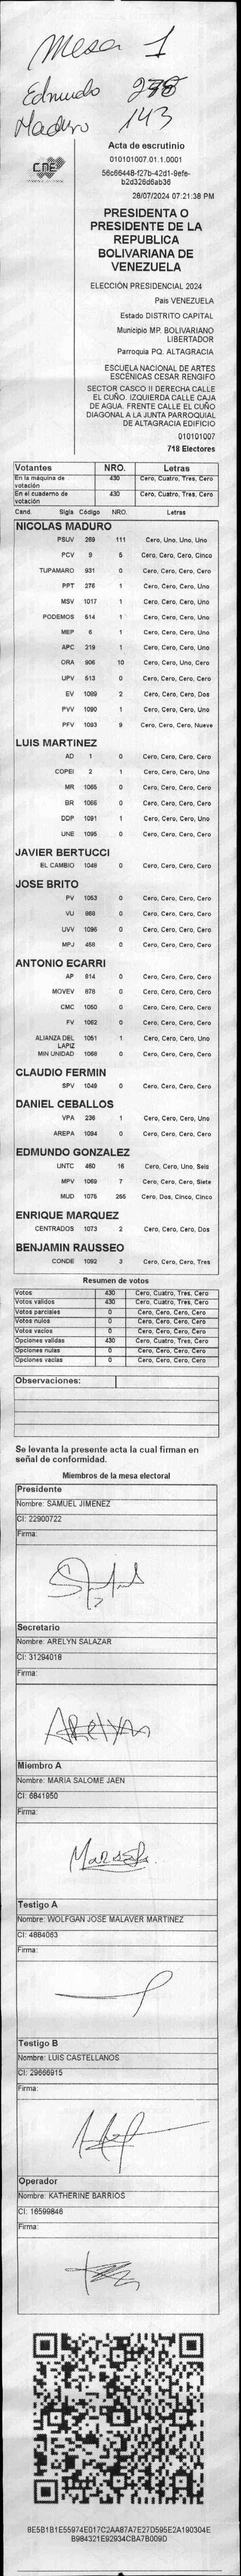 Mesa 1
Edmudo 278
Maduro 143
CNE
Acta de escrutinio
010101007.01.1.0001
56c66448-f27b-42d1-9efe-
b2d326d6ab36
28/07/2024 07:21:38 PM
PRESIDENTA O
PRESIDENTE DE LA
REPUBLICA
BOLIVARIANA DE
VENEZUELA
ELECCIÓN PRESIDENCIAL 2024
País VENEZUELA
Estado DISTRITO CAPITAL
Municipio MP. BOLIVARIANO
LIBERTADOR
Parroquia PQ. ALTAGRACIA
ESCUELA NACIONAL DE ARTES
ESCÉNICAS CESAR RENGIFO
SECTOR CASCO II DERECHA CALLE
EL CUÑO. IZQUIERDA CALLE CAJA
DE AGUA. FRENTE CALLE EL CUÑO
DIAGONAL A LA JUNTA PARROQUIAL
DE ALTAGRACIA EDIFICIO
010101007
718 Electores
Votantes NRO. Letras
En la máquina de votación 430 Cero, Cuatro, Tres, Cero
En el cuaderno de votación 430 Cero, Cuatro, Tres, Cero
Cand. Sigla Código NRO. Letras
NICOLAS MADURO
PSUV 269 111 Cero, Uno, Uno, Uno
PCV 9 5 Cero, Cero, Cero, Cinco
TUPAMARO 931 0 Cero, Cero, Cero, Cero
PPT 276 1 Cero, Cero, Cero, Uno
MSV 1017 1 Cero, Cero, Cero, Uno
PODEMOS 514 1 Cero, Cero, Cero, Uno
MEP 6 1 Cero, Cero, Cero, Uno
APC 219 1 Cero, Cero, Cero, Uno
ORA 906 10 Cero, Cero, Uno, Cero
UPV 513 0 Cero, Cero, Cero, Cero
EV 1089 2 Cero, Cero, Cero, Dos
PVV 1090 1 Cero, Cero, Cero, Uno
PFV 1093 9 Cero, Cero, Cero, Nueve
LUIS MARTINEZ
AD 1 0 Cero, Cero, Cero, Cero
COPEI 2 1 Cero, Cero, Cero, Uno
MR 1065 0 Cero, Cero, Cero, Cero
BR 1066 0 Cero, Cero, Cero, Cero
DDP 1091 1 Cero, Cero, Cero, Uno
UNE 1095 0 Cero, Cero, Cero, Cero
JAVIER BERTUCCI
EL CAMBIO 1048 0 Cero, Cero, Cero, Cero
JOSE BRITO
PV 1053 0 Cero, Cero, Cero, Cero
VU 968 0 Cero, Cero, Cero, Cero
UVV 1096 0 Cero, Cero, Cero, Cero
MPJ 458 0 Cero, Cero, Cero, Cero
ANTONIO ECARRI
AP 814 0 Cero, Cero, Cero, Cero
MOVEV 878 0 Cero, Cero, Cero, Cero
CMC 1050 0 Cero, Cero, Cero, Cero
FV 1062 0 Cero, Cero, Cero, Cero
ALIANZA DEL LAPIZ 1051 1 Cero, Cero, Cero, Uno
MIN UNIDAD 1068 0 Cero, Cero, Cero, Cero
CLAUDIO FERMIN
SPV 1049 0 Cero, Cero, Cero, Cero
DANIEL CEBALLOS
VPA 236 1 Cero, Cero, Cero, Uno
AREPA 1094 0 Cero, Cero, Cero, Cero
EDMUNDO GONZALEZ
UNTC 460 16 Cero, Cero, Uno, Seis
MPV 1069 7 Cero, Cero, Cero, Siete
MUD 1075 255 Cero, Dos, Cinco, Cinco
ENRIQUE MARQUEZ
CENTRADOS 1073 2 Cero, Cero, Cero, Dos
BENJAMIN RAUSSEO
CONDE 1092 3 Cero, Cero, Cero, Tres
Resumen de votos
Votos 430 Cero, Cuatro, Tres, Cero
Votos válidos 430 Cero, Cuatro, Tres, Cero
Votos parciales 0 Cero, Cero, Cero, Cero
Votos nulos 0 Cero, Cero, Cero, Cero
Votos vacíos 0 Cero, Cero, Cero, Cero
Opciones válidas 430 Cero, Cuatro, Tres, Cero
Opciones nulas 0 Cero, Cero, Cero, Cero
Opciones vacías 0 Cero, Cero, Cero, Cero
Observaciones:
Se levanta la presente acta la cual firman en
señal de conformidad.
Miembros de la mesa electoral
Presidente
Nombre: SAMUEL JIMENEZ
CI: 22900722
Firma:
Secretario
Nombre: ARELYN SALAZAR
CI: 31294018
Firma:
Arelyn
Miembro A
Nombre: MARIA SALOME JAEN
CI: 6841950
Firma:
Testigo A
Nombre: WOLFGAN JOSE MALAVER MARTINEZ
CI: 4884063
Firma:
Testigo B
Nombre: LUIS CASTELLANOS
CI: 29666915
Firma:
Operador
Nombre: KATHERINE BARRIOS
CI: 16599846
Firma:
8E5B1B1E55974E017C2AA87A7E27D595E2A190304E
B984321E92934CBA7B009D